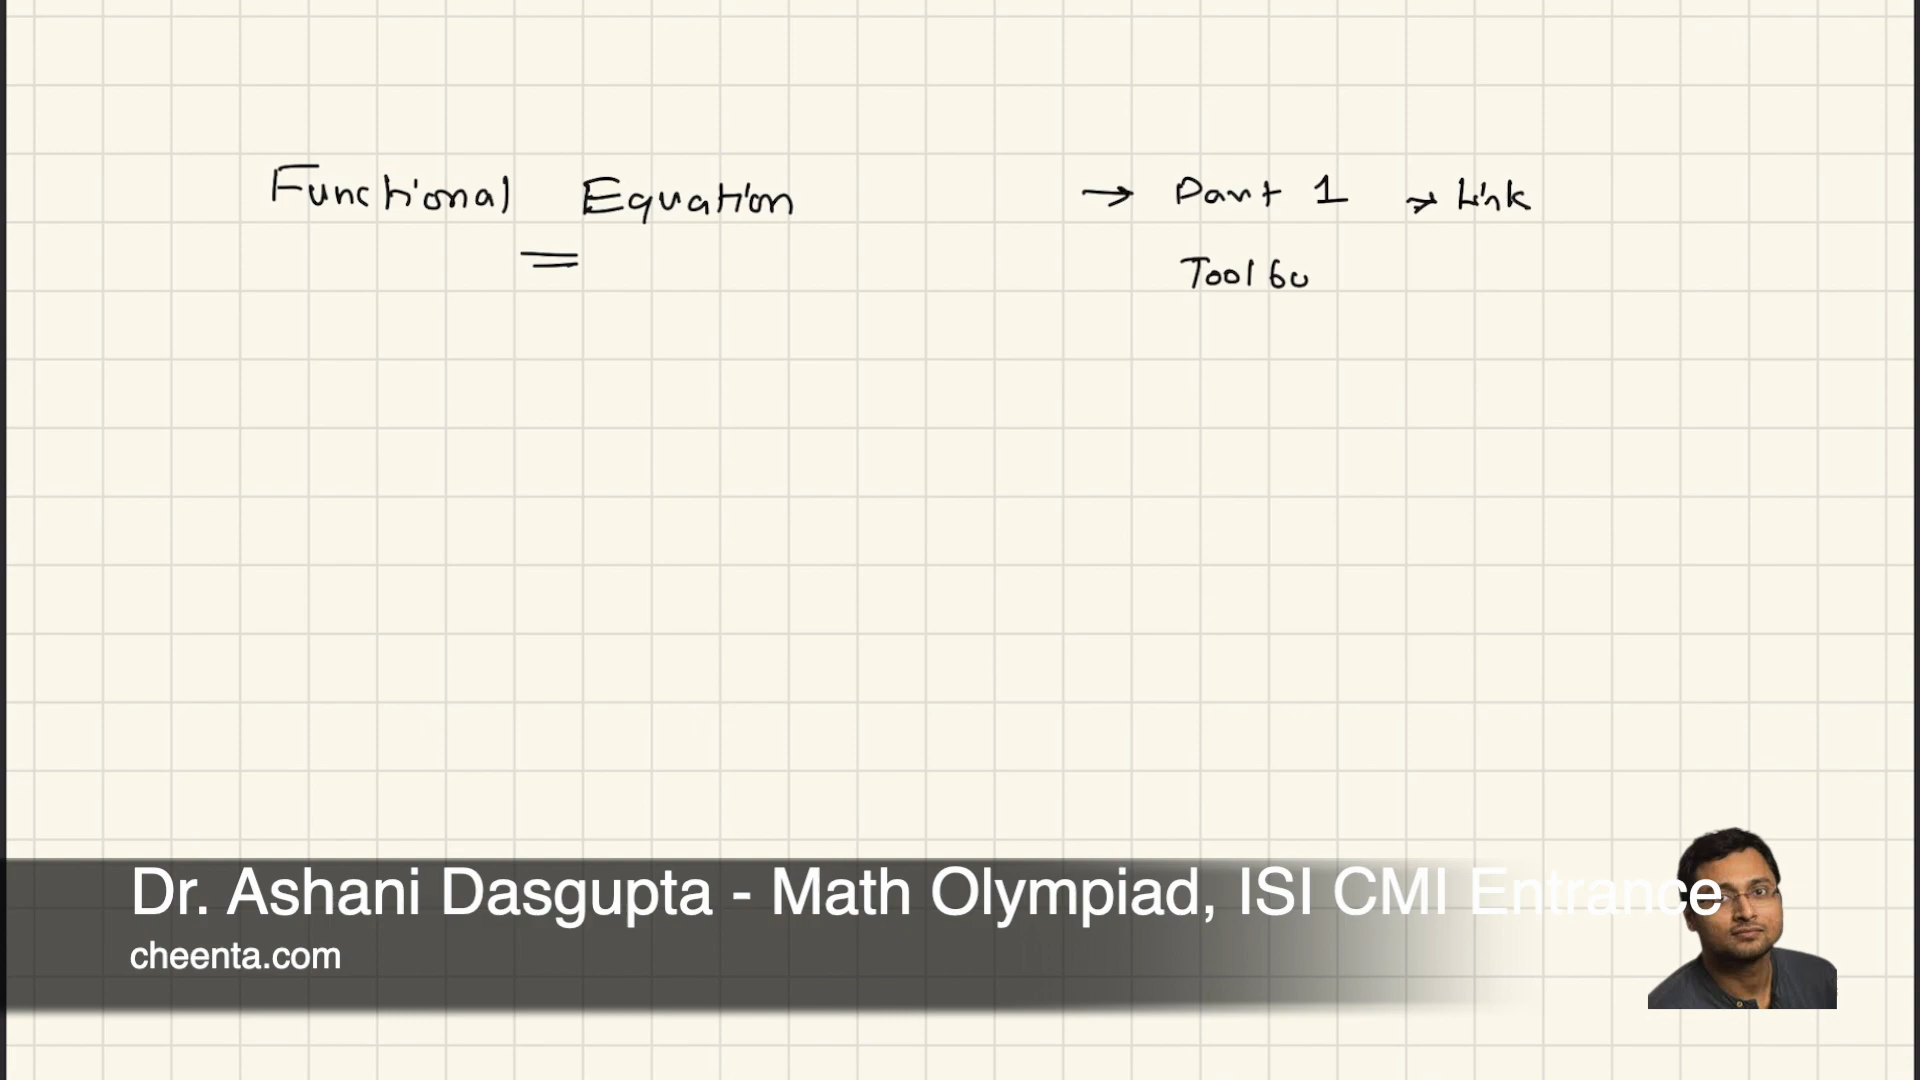 Functional Equation → Part 1 → Link
=
Tool bo
Dr. Ashani Dasgupta - Math Olympiad, ISI CMI Entrance
cheenta.com